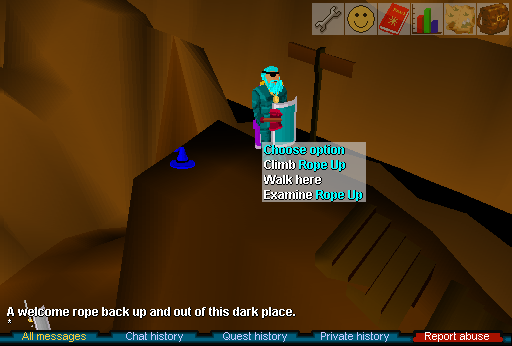 Choose option
Climb Rope Up
Walk here
Examine Rope Up
A welcome rope back up and out of this dark place.
*
All messages
Chat history
Quest history
Private history
Report abuse